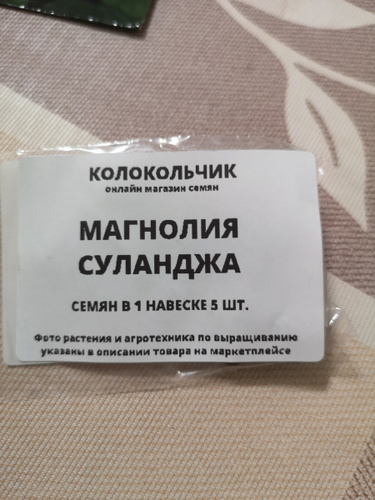 КОЛОКОЛЬЧИК
онлайн магазин семян
МАГНОЛИЯ
СУЛАНДЖА
СЕМЯН В 1 НАВЕСКЕ 5 ШТ.
Фото растения и агротехника по выращиванию
указаны в описании товара на маркетплейсе